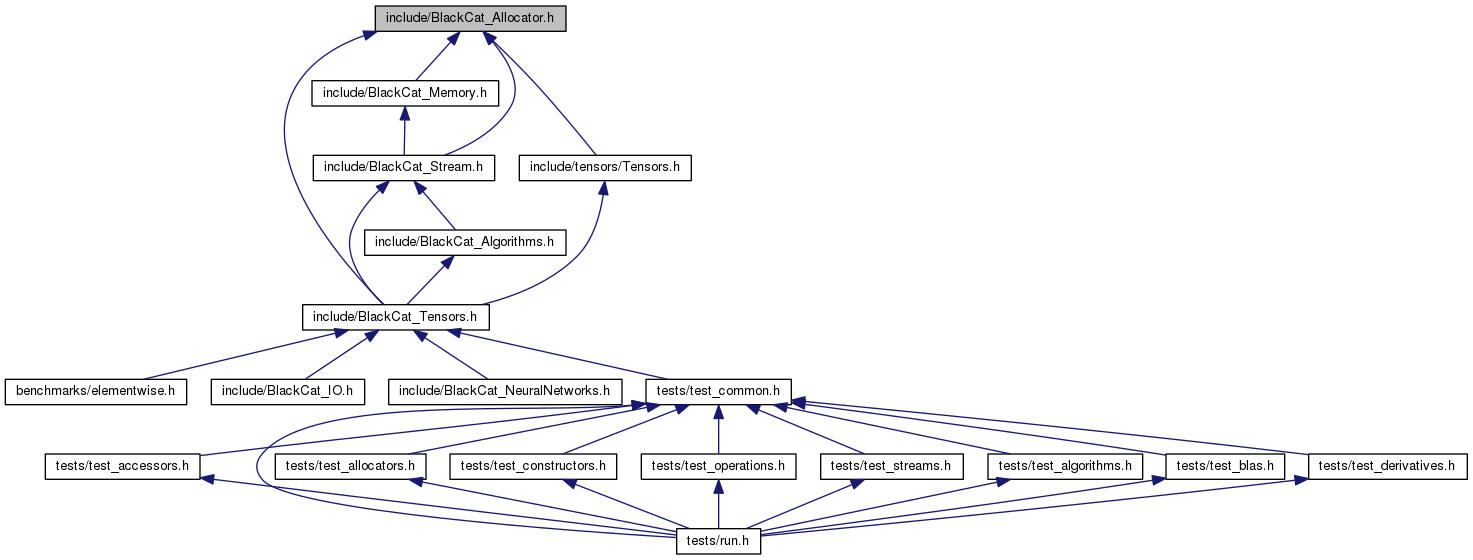 include/BlackCat_Allocator.h
include/BlackCat_Memory.h
include/BlackCat_Stream.h
include/tensors/Tensors.h
include/BlackCat_Algorithms.h
include/BlackCat_Tensors.h
benchmarks/elementwise.h
include/BlackCat_IO.h
include/BlackCat_NeuralNetworks.h
tests/test_common.h
tests/test_accessors.h
tests/test_allocators.h
tests/test_constructors.h
tests/test_operations.h
tests/test_streams.h
tests/test_algorithms.h
tests/test_blas.h
tests/test_derivatives.h
tests/run.h